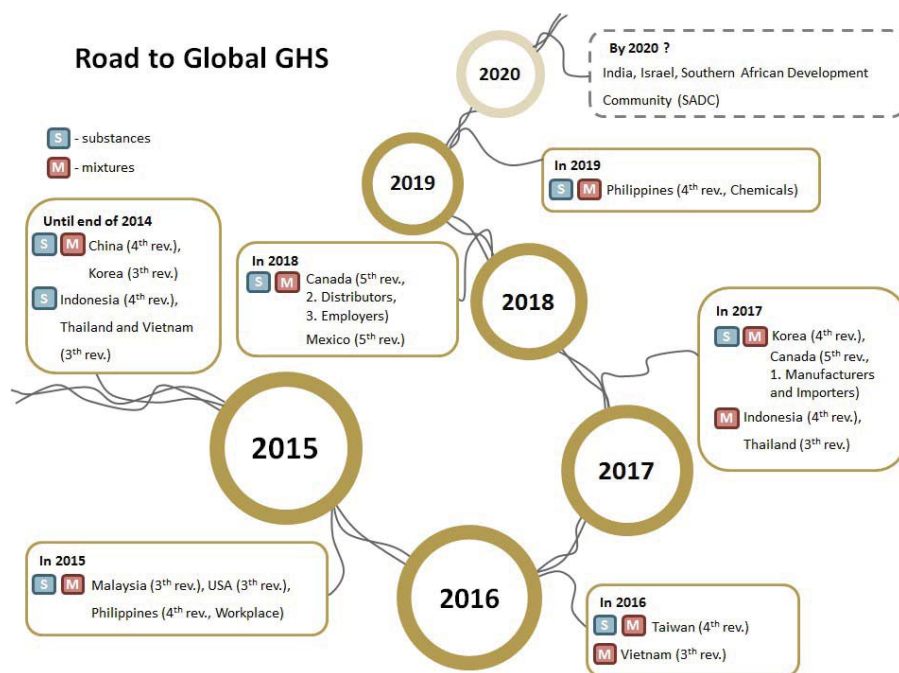 Road to Global GHS
S - substances
M - mixtures
Until end of 2014
S M China (4th rev.),
Korea (3th rev.)
S Indonesia (4th rev.),
Thailand and Vietnam
(3th rev.)
2015
In 2015
S M Malaysia (3th rev.), USA (3th rev.),
Philippines (4th rev., Workplace)
2016
In 2016
S M Taiwan (4th rev.)
M Vietnam (3th rev.)
2017
In 2017
S M Korea (4th rev.),
Canada (5th rev.,
1. Manufacturers
and Importers)
M Indonesia (4th rev.),
Thailand (3th rev.)
2018
In 2018
S M Canada (5th rev.,
2. Distributors,
3. Employers)
Mexico (5th rev.)
2019
In 2019
S M Philippines (4th rev., Chemicals)
2020
By 2020 ?
India, Israel, Southern African Development
Community (SADC)